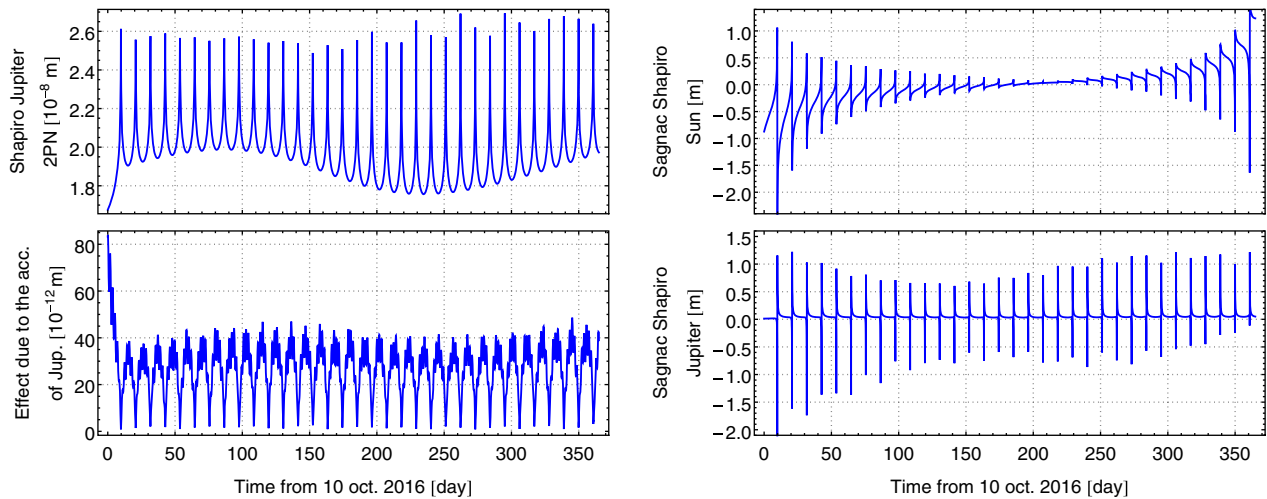 Shapiro Jupiter
2PN [10⁻⁸ m]
2.6
2.4
2.2
2.0
1.8
Effect due to the acc.
of Jup. [10⁻¹² m]
80
60
40
20
0
0 50 100 150 200 250 300 350
Time from 10 oct. 2016 [day]
Sagnac Shapiro
Sun [m]
1.0
0.5
0.0
−0.5
−1.0
−1.5
−2.0
Sagnac Shapiro
Jupiter [m]
1.5
1.0
0.5
0.0
−0.5
−1.0
−1.5
−2.0
0 50 100 150 200 250 300 350
Time from 10 oct. 2016 [day]